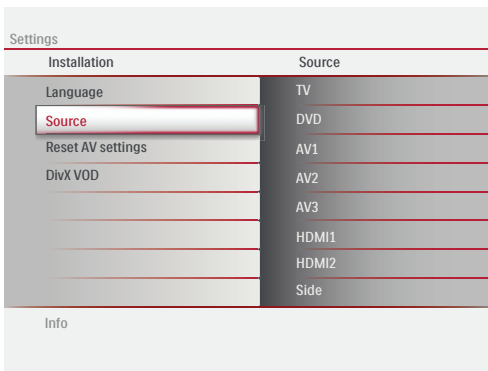 Settings
Installation
Source
Language
TV
Source
DVD
Reset AV settings
AV1
DivX VOD
AV2
AV3
HDMI1
HDMI2
Side
Info